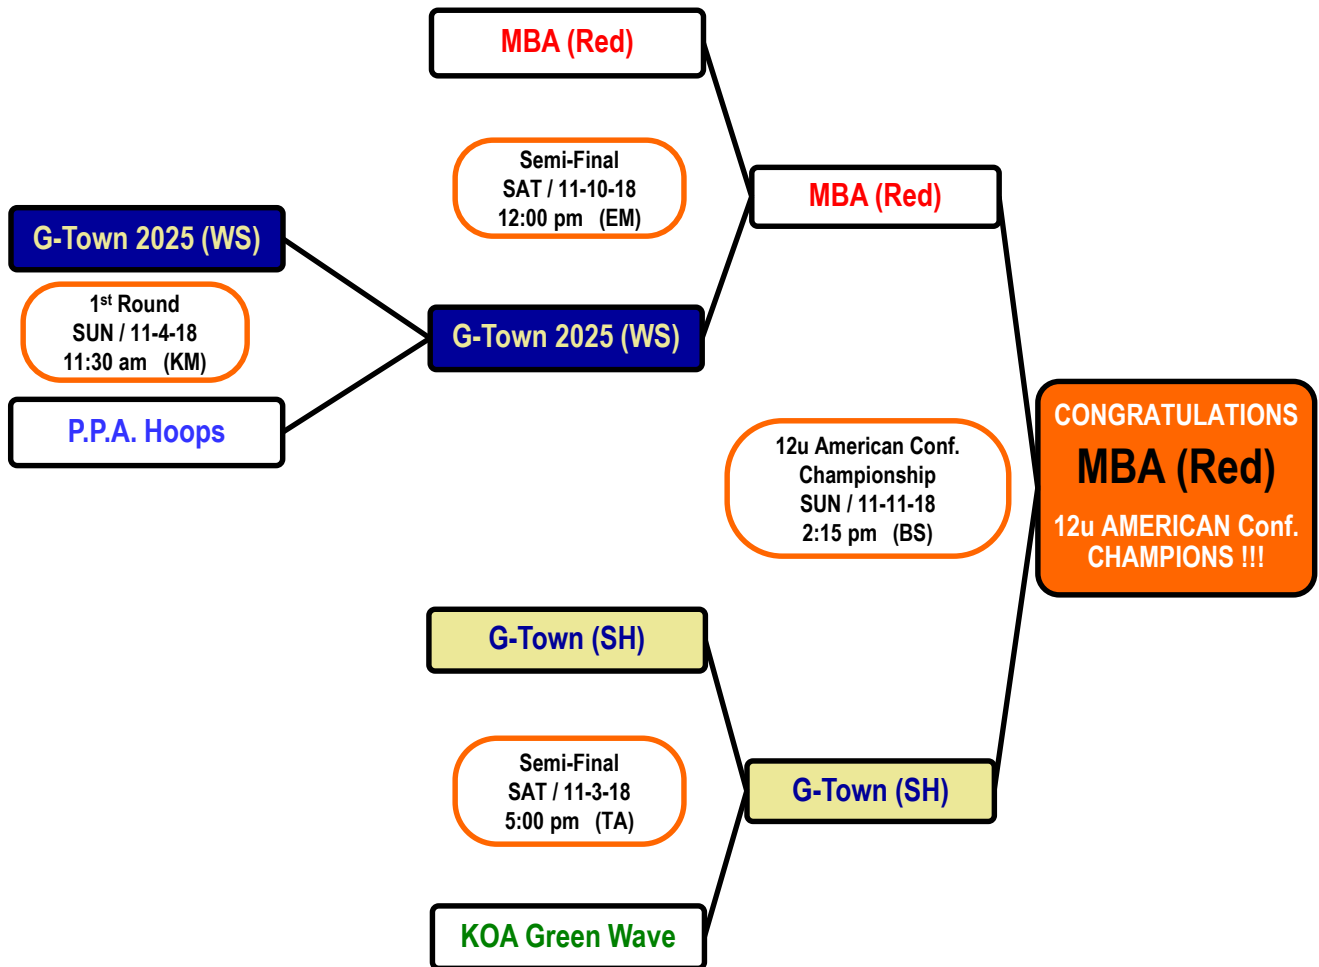 MBA (Red)
Semi-Final
SAT / 11-10-18
12:00 pm (EM)
MBA (Red)
G-Town 2025 (WS)
1st Round
SUN / 11-4-18
11:30 am (KM)
G-Town 2025 (WS)
P.P.A. Hoops
12u American Conf.
Championship
SUN / 11-11-18
2:15 pm (BS)
CONGRATULATIONS
MBA (Red)
12u AMERICAN Conf.
CHAMPIONS !!!
G-Town (SH)
Semi-Final
SAT / 11-3-18
5:00 pm (TA)
G-Town (SH)
KOA Green Wave